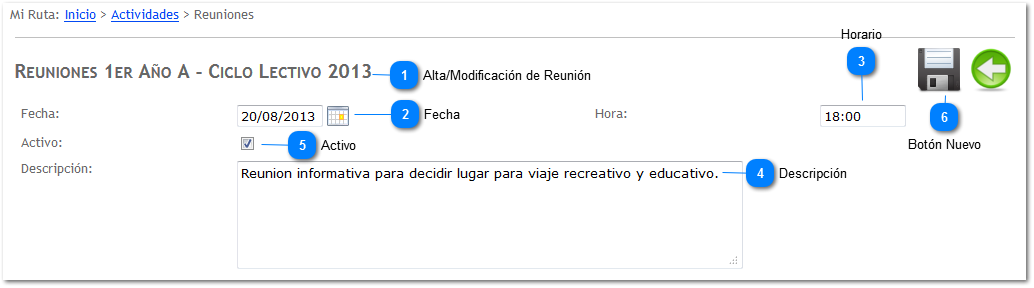 Mi Ruta: Inicio > Actividades > Reuniones
Horario
3
REUNIONES 1ER AÑO A - CICLO LECTIVO 2013
1 Alta/Modificación de Reunión
Fecha: 20/08/2013 2 Fecha
Hora: 18:00
6
Botón Nuevo
Activo: 5 Activo
Descripción:
Reunion informativa para decidir lugar para viaje recreativo y educativo.
4 Descripción